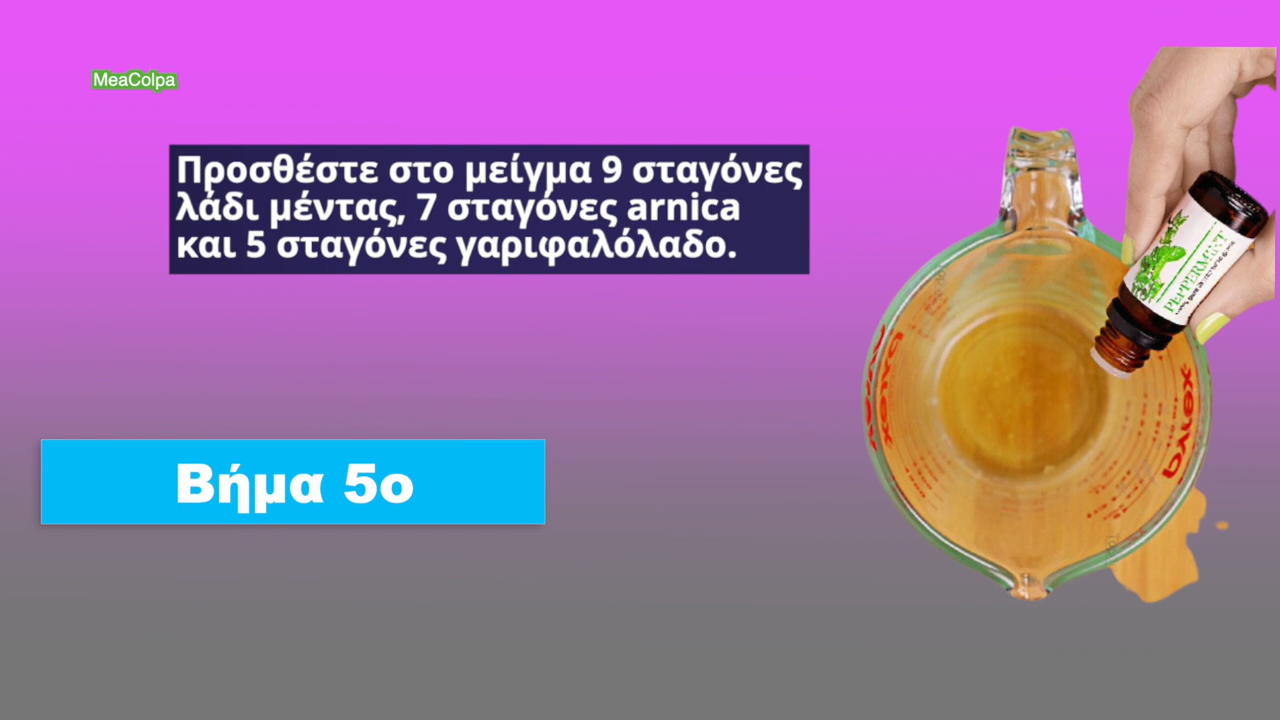 MeaColpa
Προσθέστε στο μείγμα 9 σταγόνες
λάδι μέντας, 7 σταγόνες arnica
και 5 σταγόνες γαριφαλόλαδο.
PEPPERMINT
PYREX
Βήμα 5ο